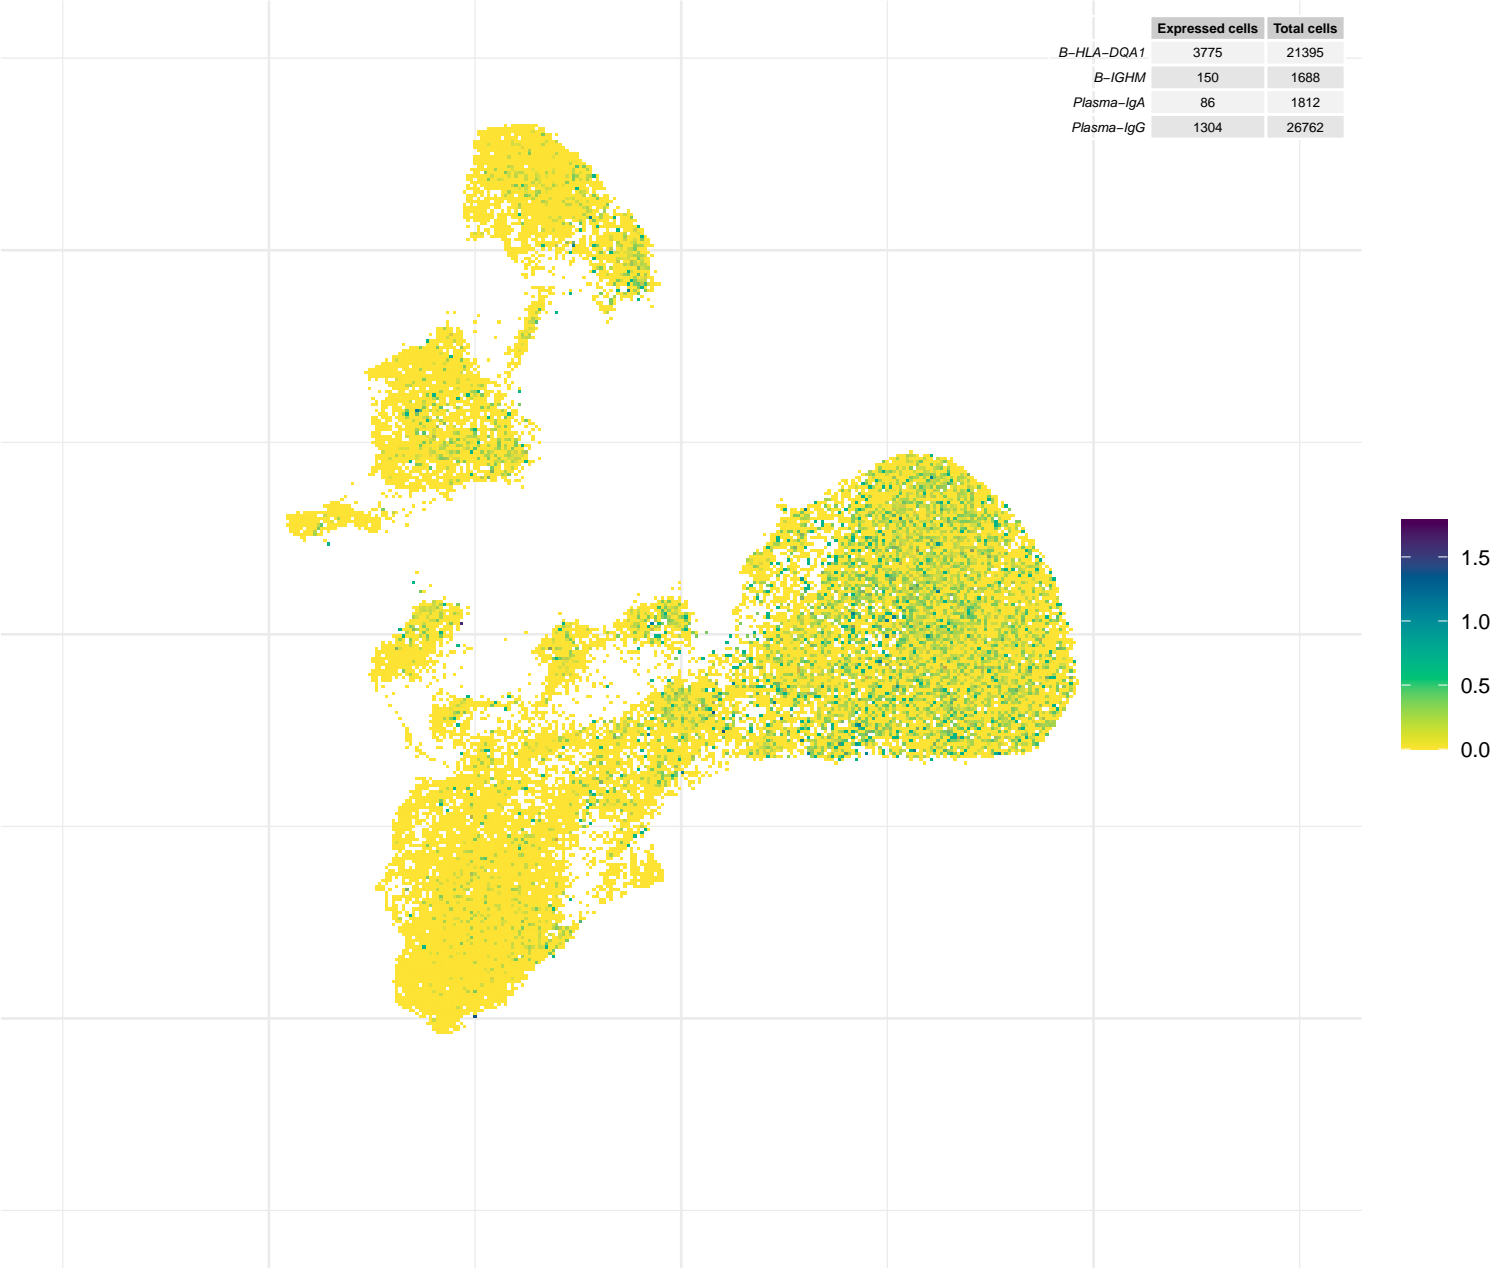 Expressed cells Total cells
B−HLA−DQA1 3775 21395
B−IGHM 150 1688
Plasma−IgA 86 1812
Plasma−IgG 1304 26762
1.5
1.0
0.5
0.0